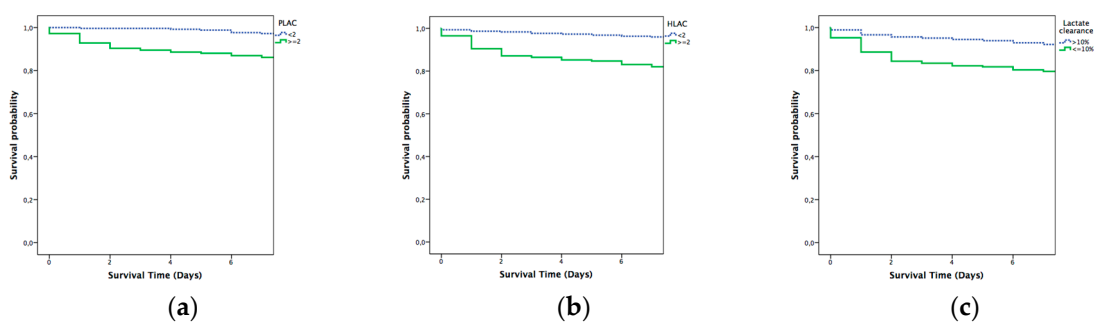 PLAC
<2
>=2
1,0
0,8
0,6
0,4
0,2
0,0
Survival probability
0
2
4
6
Survival Time (Days)
(a)
HLAC
<2
>=2
1,0
0,8
0,6
0,4
0,2
0,0
Survival probability
0
2
4
6
Survival Time (Days)
(b)
Lactate
clearance
>10%
<=10%
1,0
0,8
0,6
0,4
0,2
0,0
Survival probability
0
2
4
6
Survival Time (Days)
(c)